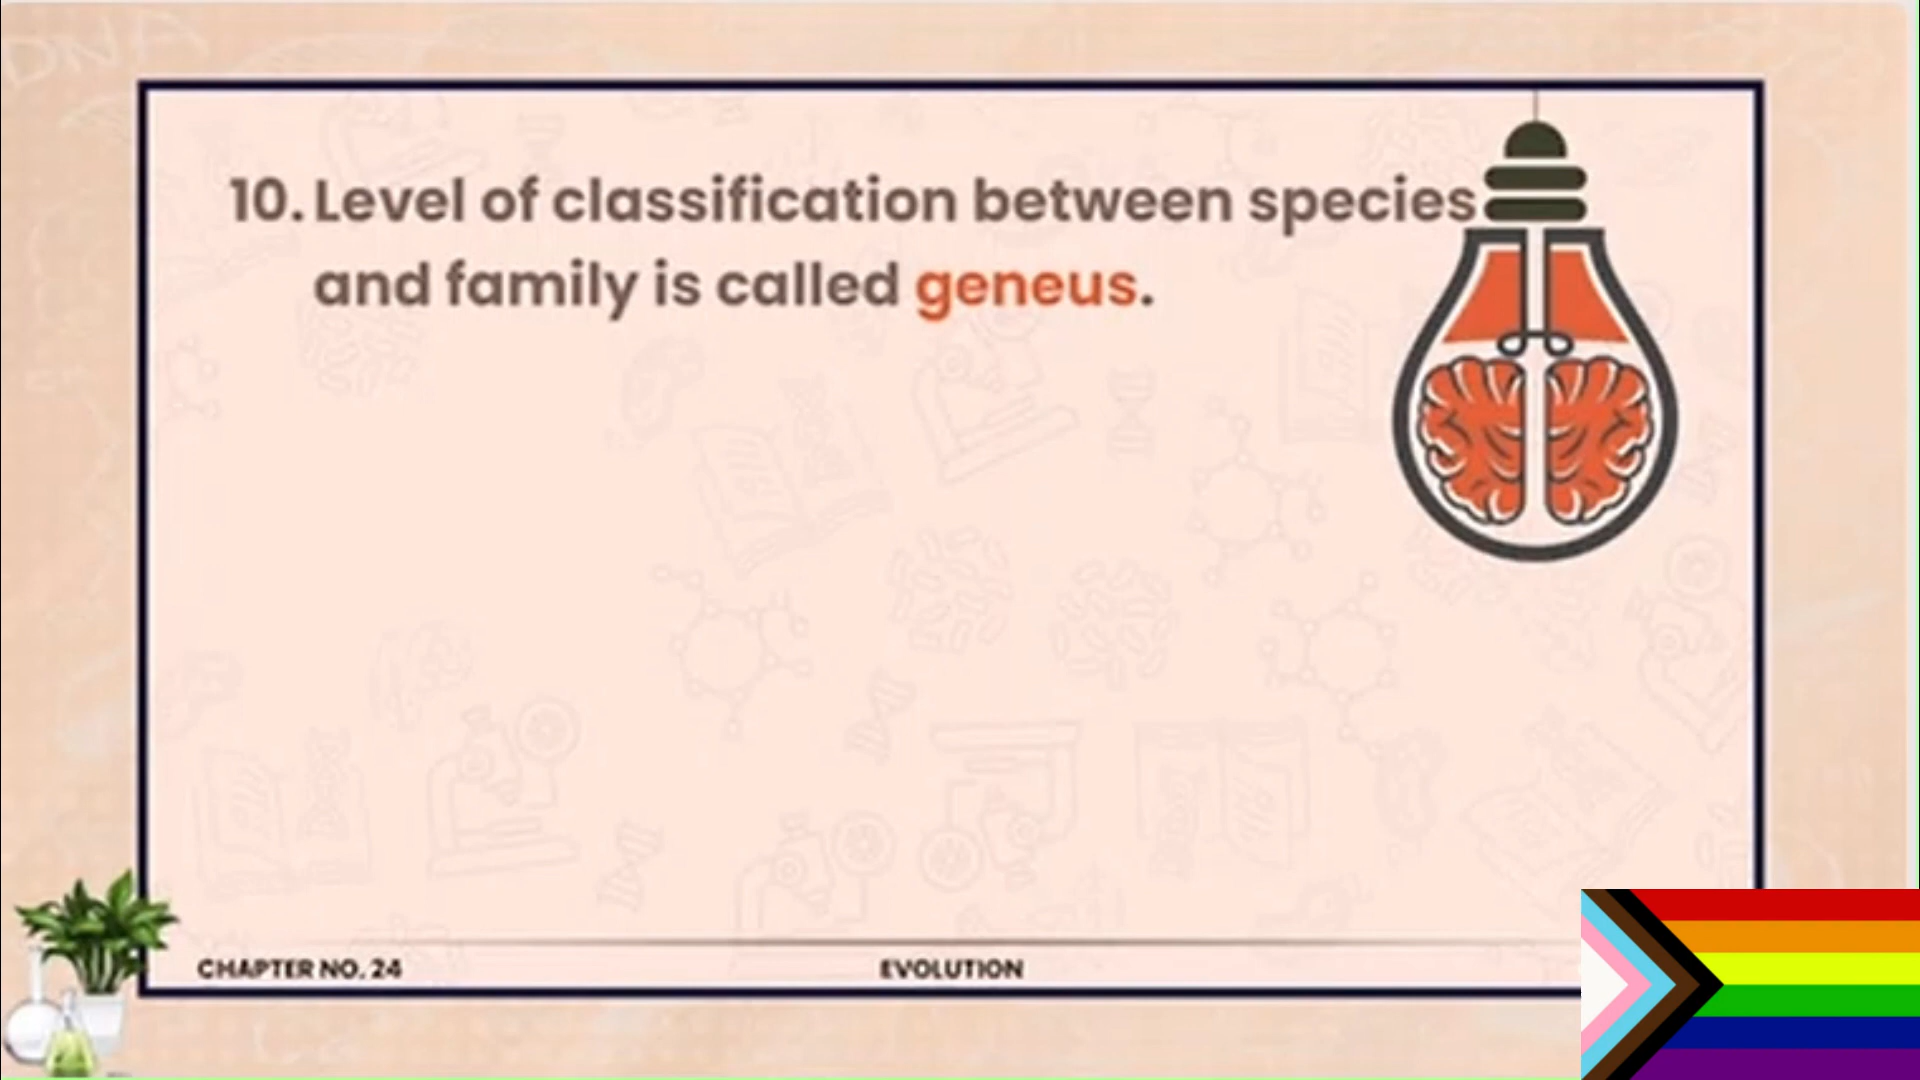 10. Level of classification between species
and family is called geneus.
CHAPTER NO. 24
EVOLUTION